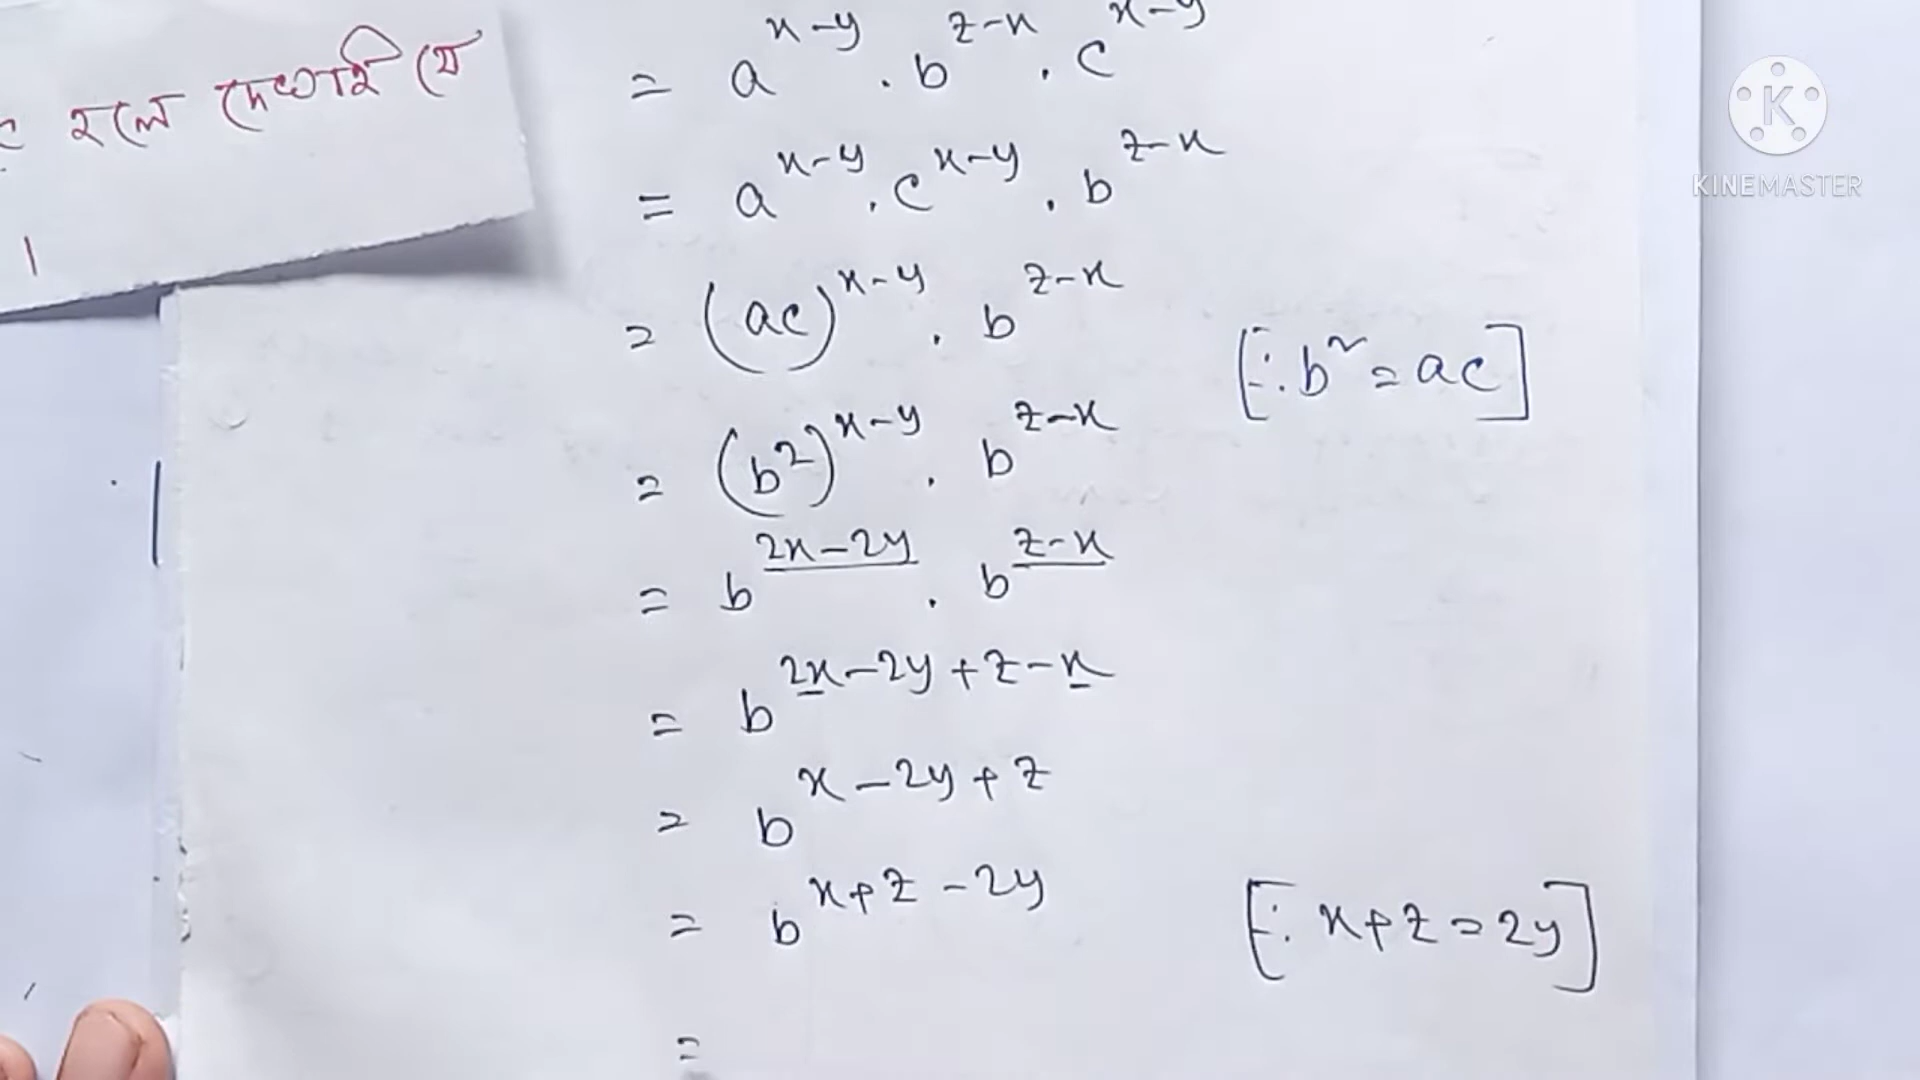 হলে দেখাই যে
।
= a^{x-y} . b^{z-x} . c^{x-y}
= a^{x-y} . c^{x-y} . b^{z-x}
= (ac)^{x-y} . b^{z-x}
[∵ b² = ac]
= (b²)^{x-y} . b^{z-x}
= b^{2x-2y} . b^{z-x}
= b^{2x-2y+z-x}
= b^{x-2y+z}
= b^{x+z-2y} [∵ x+z=2y]
=
K
KINEMASTER